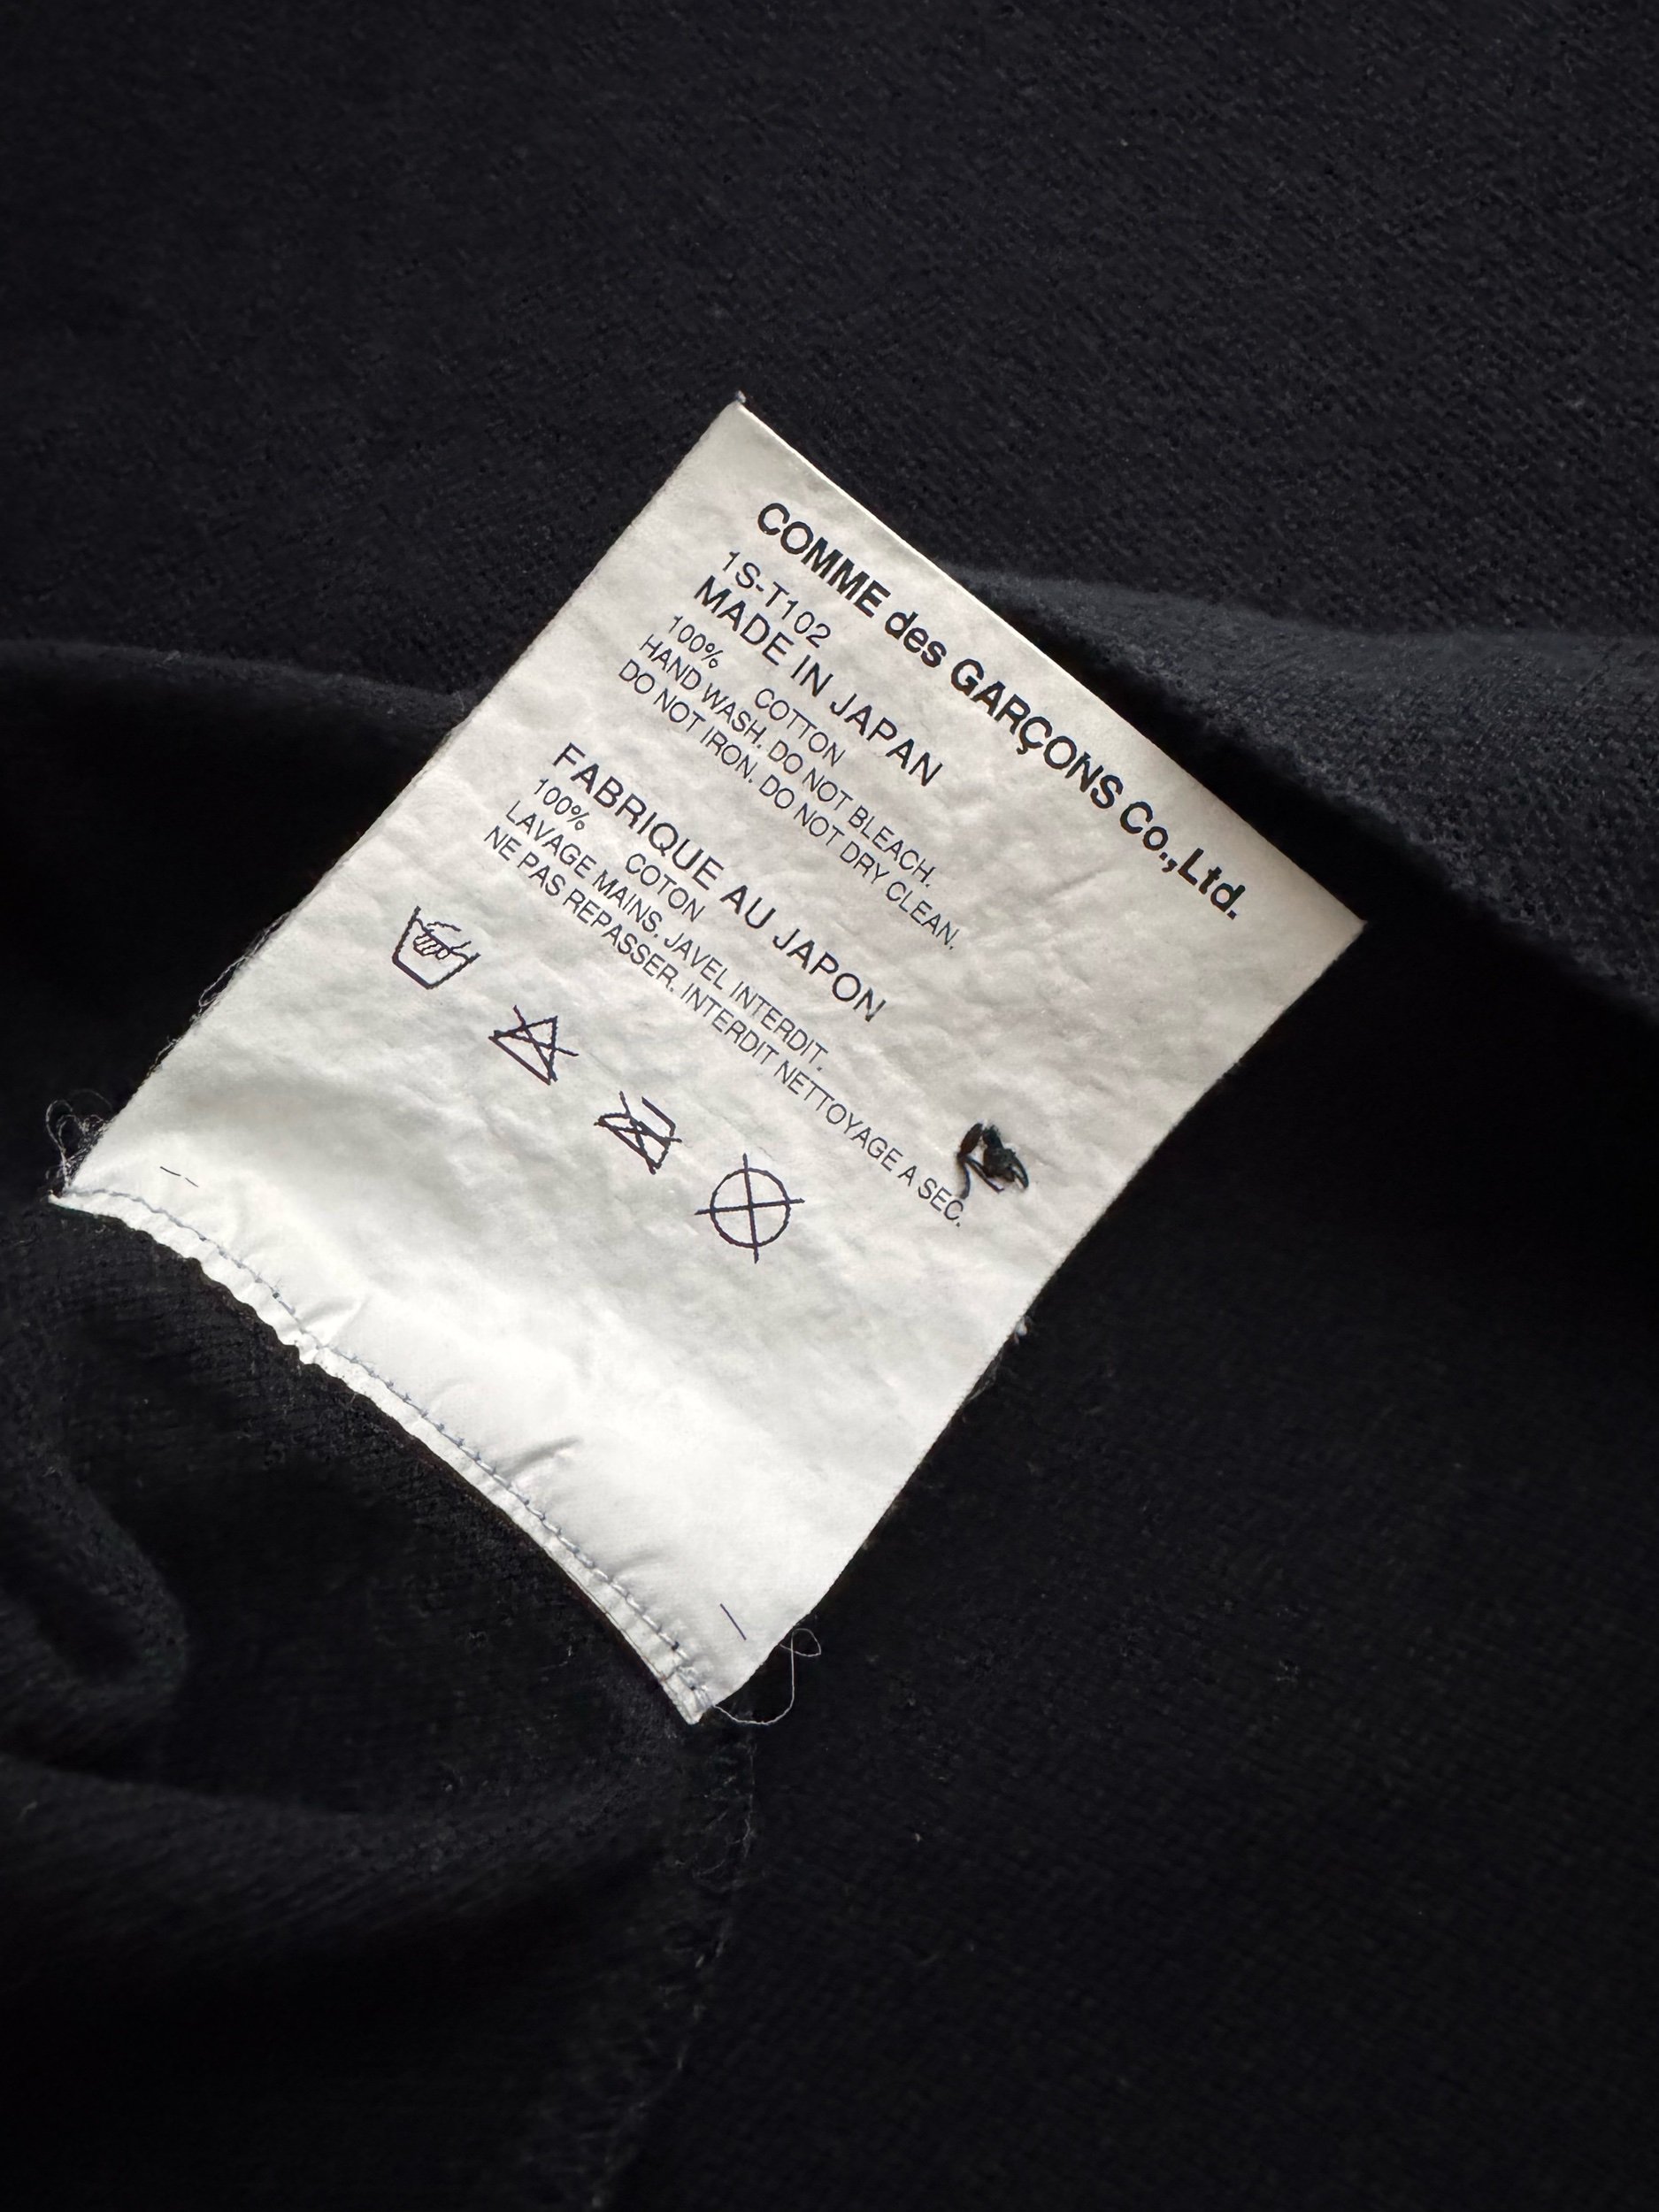 COMME des GARÇONS Co.,Ltd.
1S-T102
MADE IN JAPAN
100% COTTON
HAND WASH. DO NOT BLEACH.
DO NOT IRON. DO NOT DRY CLEAN.
FABRIQUE AU JAPON
100% COTON
LAVAGE MAINS. JAVEL INTERDIT.
NE PAS REPASSER. INTERDIT NETTOYAGE A SEC.